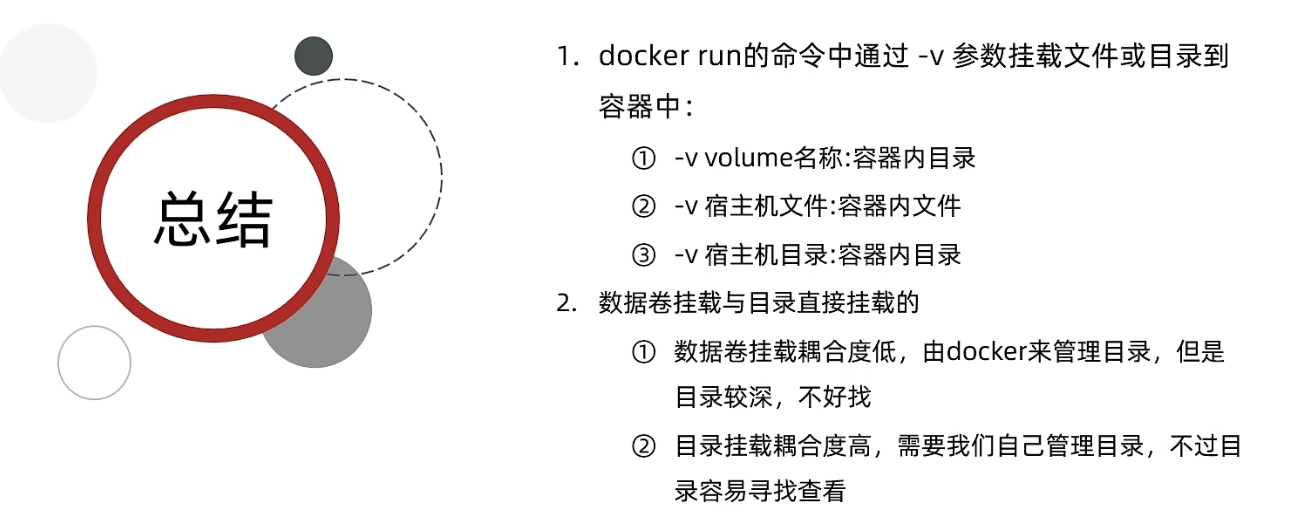 总结
1. docker run的命令中通过 -v 参数挂载文件或目录到
容器中：
① -v volume名称:容器内目录
② -v 宿主机文件:容器内文件
③ -v 宿主机目录:容器内目录
2. 数据卷挂载与目录直接挂载的
① 数据卷挂载耦合度低，由docker来管理目录，但是
目录较深，不好找
② 目录挂载耦合度高，需要我们自己管理目录，不过目
录容易寻找查看